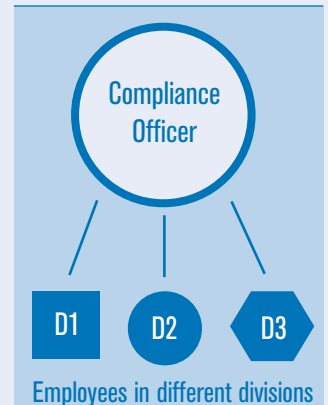 Compliance
Officer
D1 D2 D3
Employees in different divisions